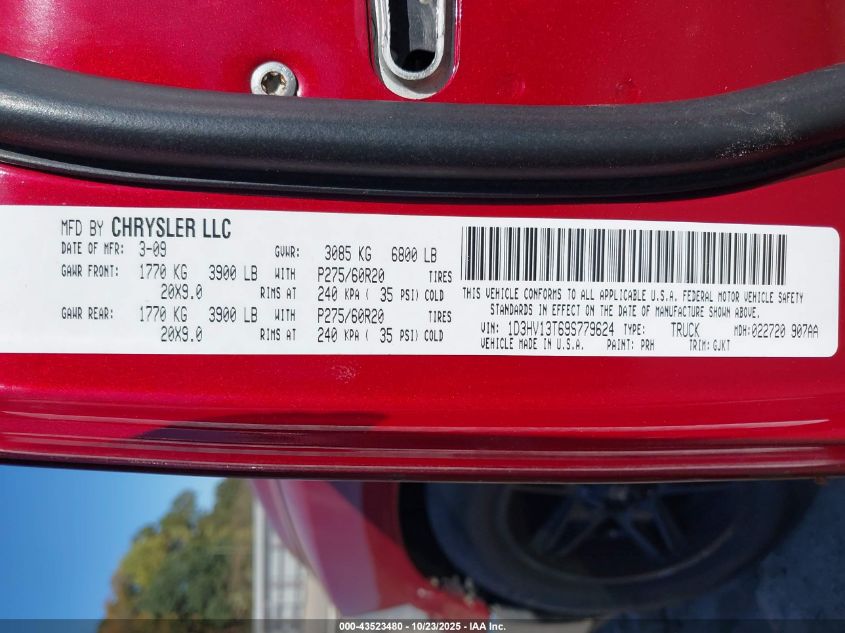 MFD BY CHRYSLER LLC
DATE OF MFR: 3-09 GVWR: 3085 KG 6800 LB
GAWR FRONT: 1770 KG 3900 LB WITH P275/60R20 TIRES
20X9.0 RIMS AT 240 KPA ( 35 PSI) COLD
GAWR REAR: 1770 KG 3900 LB WITH P275/60R20 TIRES
20X9.0 RIMS AT 240 KPA ( 35 PSI) COLD
THIS VEHICLE CONFORMS TO ALL APPLICABLE U.S.A. FEDERAL MOTOR VEHICLE SAFETY
STANDARDS IN EFFECT ON THE DATE OF MANUFACTURE SHOWN ABOVE.
VIN: 1D3HV13T69S779624 TYPE: TRUCK MDH:022720 907AA
VEHICLE MADE IN U.S.A. PAINT: PRH TRIM: GJKT
000-43523480 - 10/23/2025 - IAA, Inc.